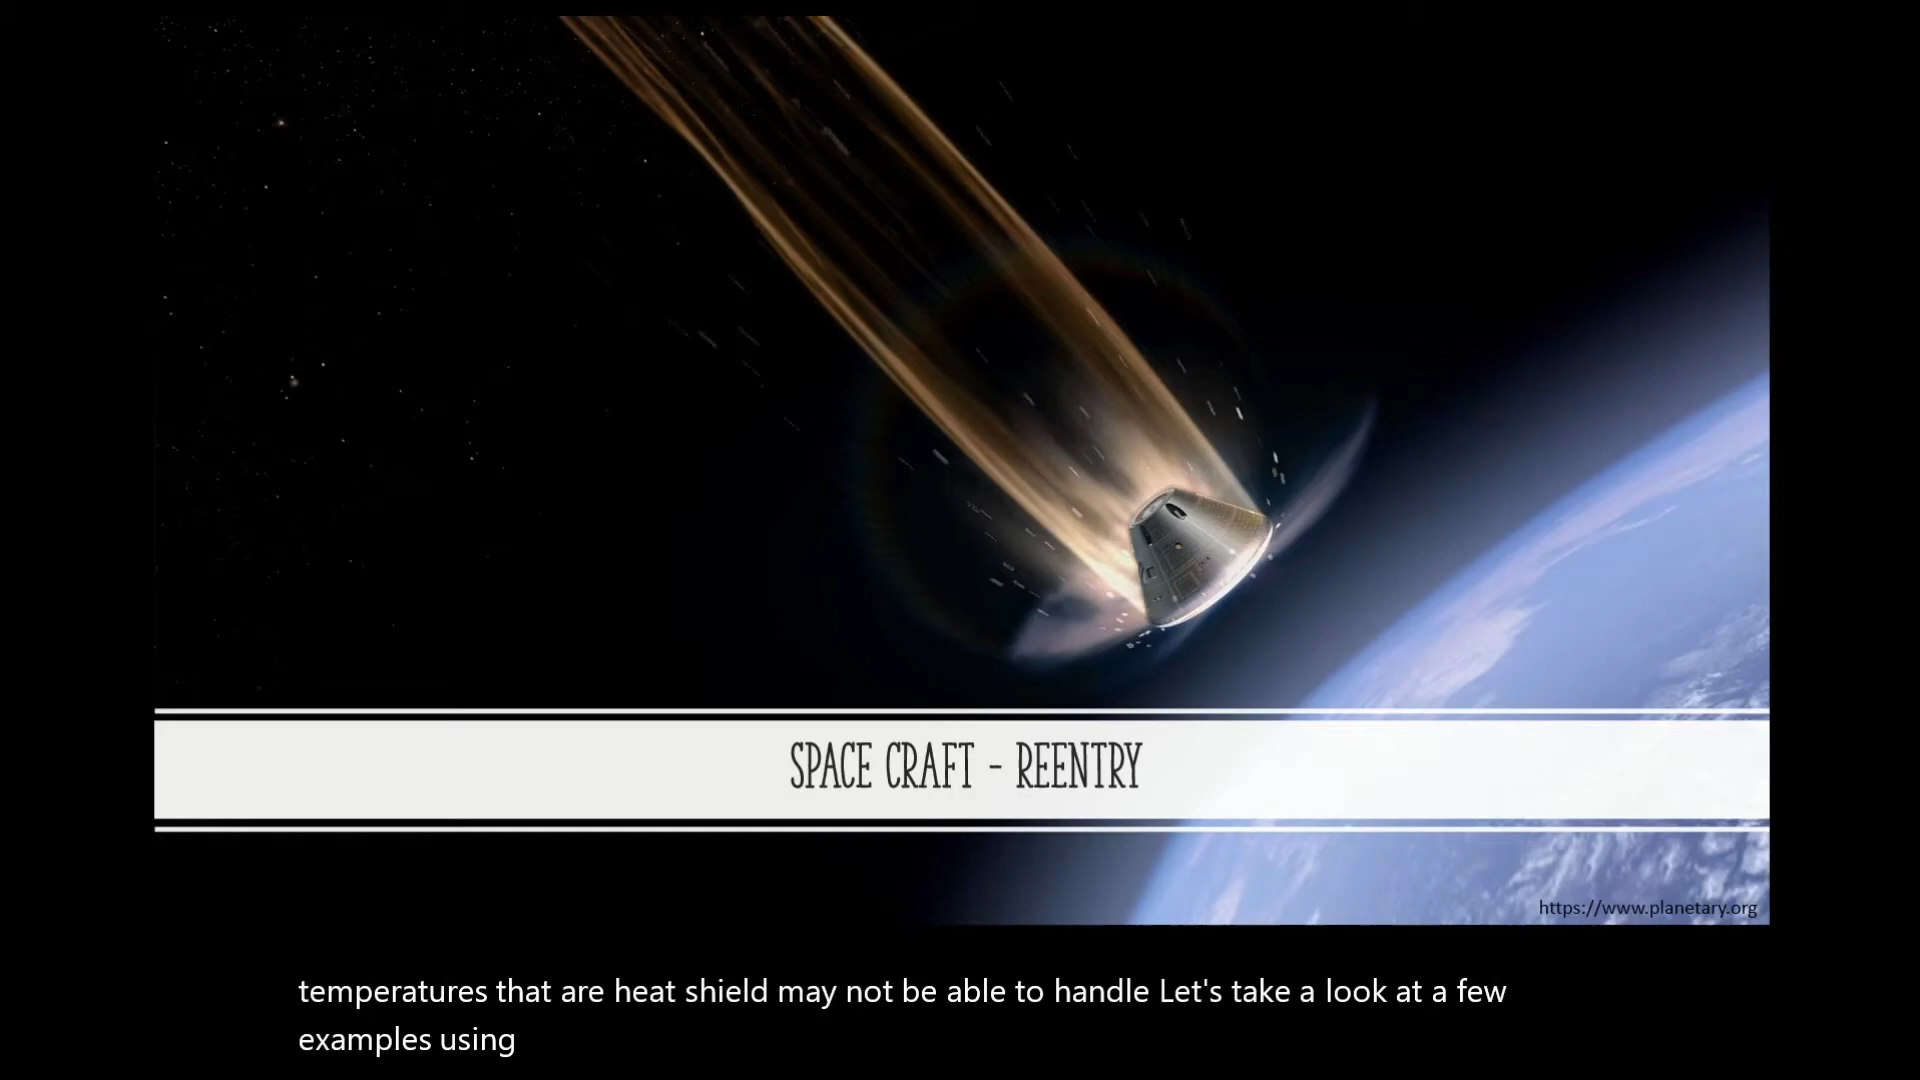 SPACE CRAFT - REENTRY
https://www.planetary.org
temperatures that are heat shield may not be able to handle Let's take a look at a few
examples using